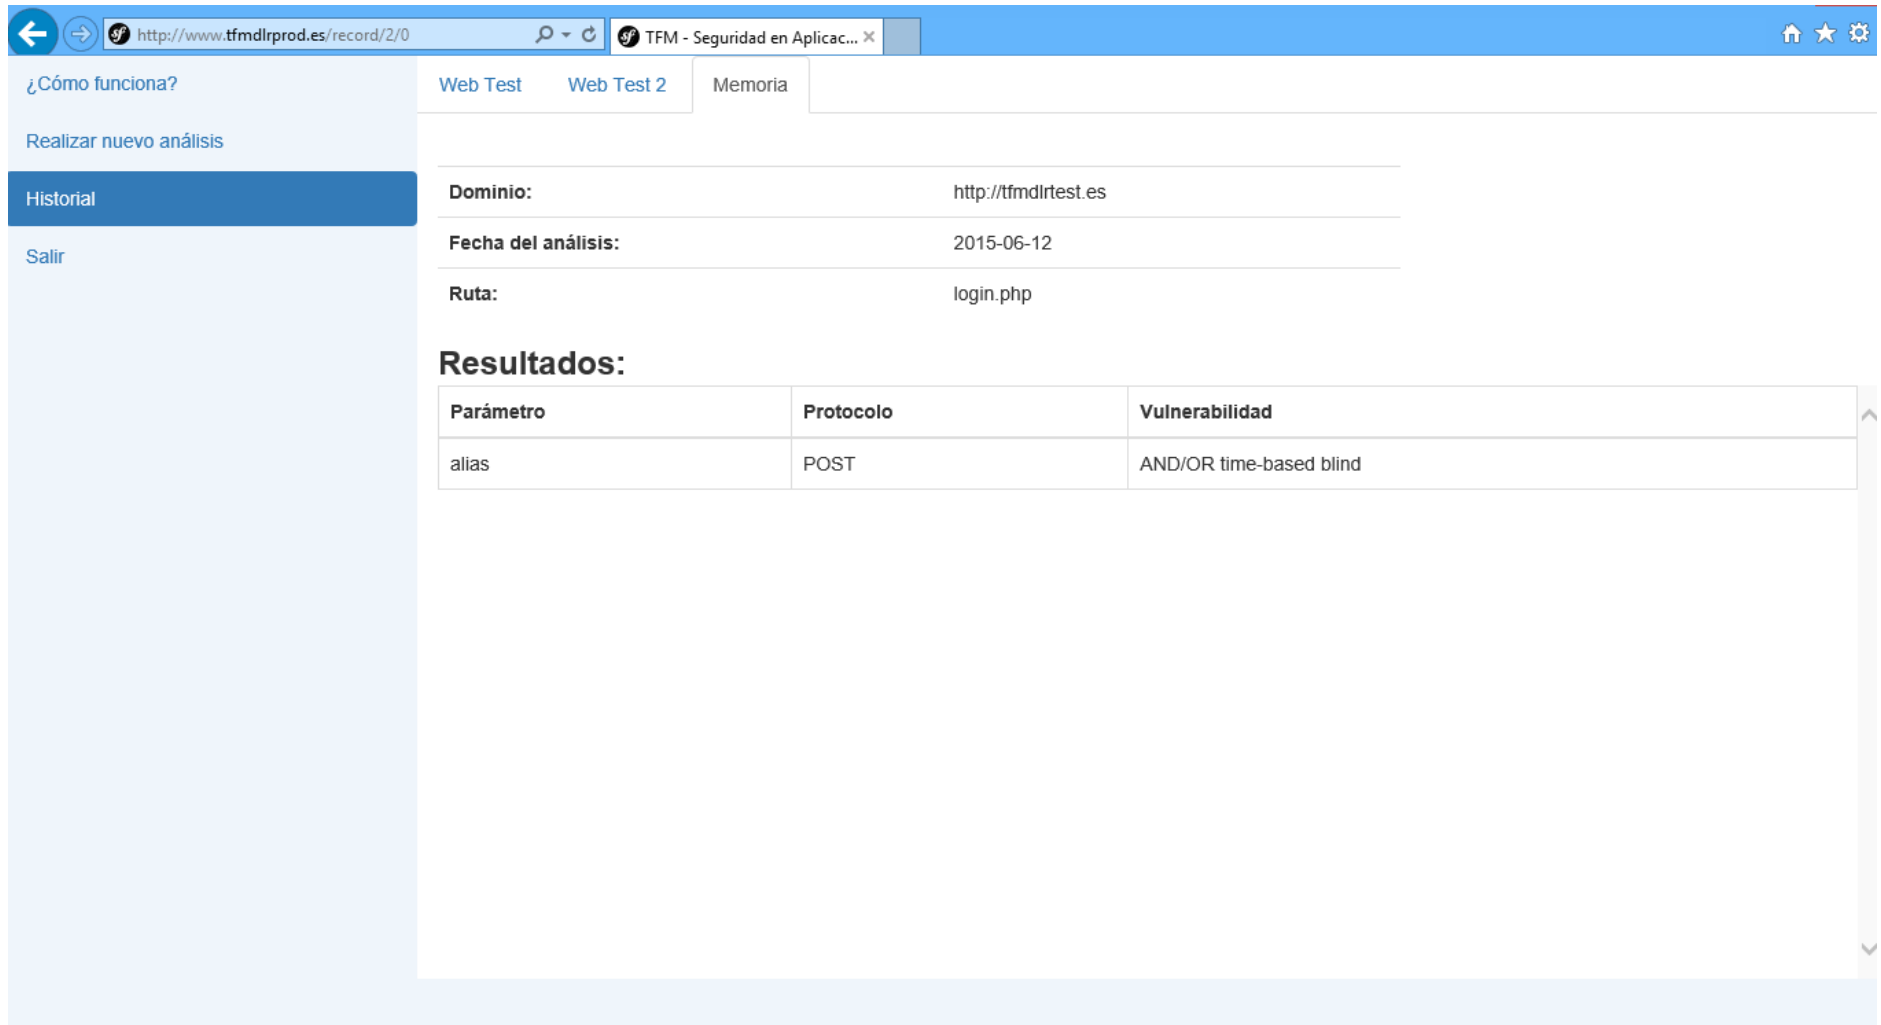 http://www.tfmdlrprod.es/record/2/0
TFM - Seguridad en Aplicac...
¿Cómo funciona?
Realizar nuevo análisis
Historial
Salir
Web Test Web Test 2 Memoria
Dominio: http://tfmdlrtest.es
Fecha del análisis: 2015-06-12
Ruta: login.php
Resultados:
Parámetro Protocolo Vulnerabilidad
alias POST AND/OR time-based blind